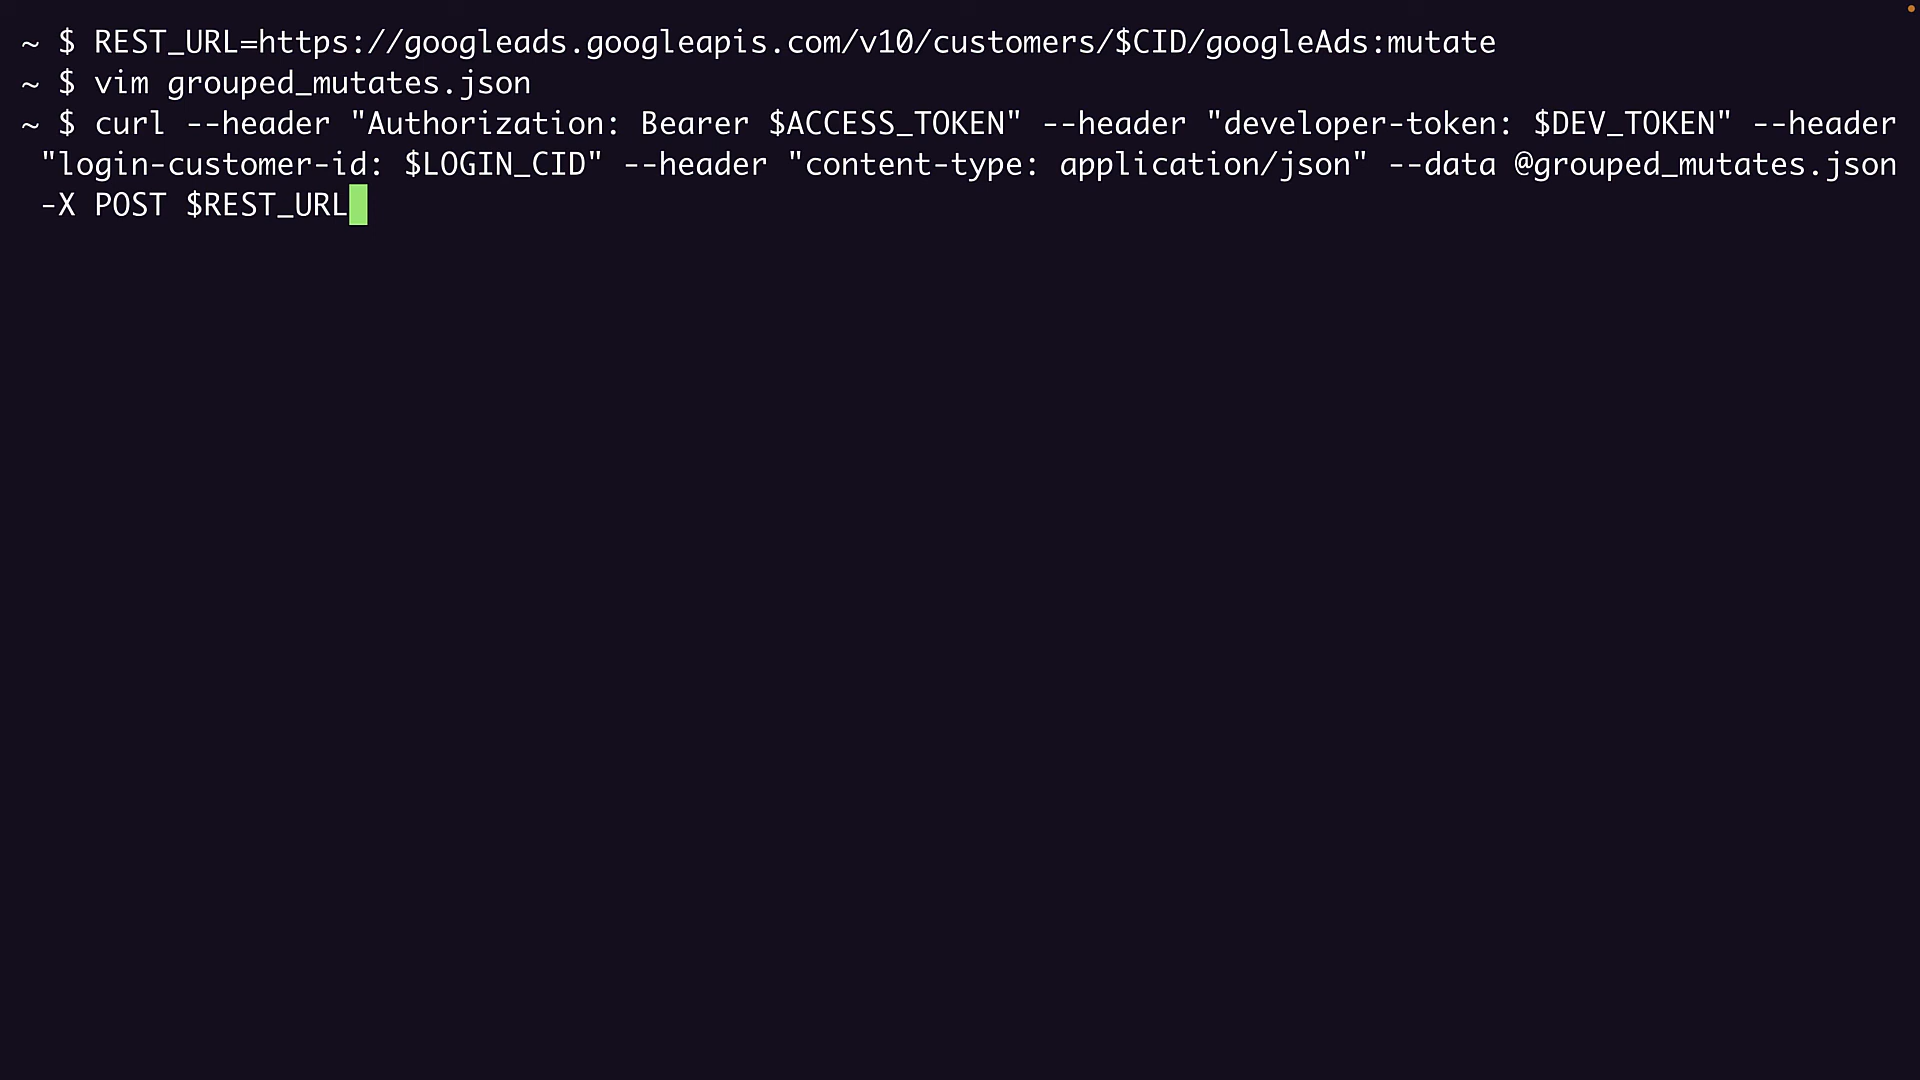 ~ $ REST_URL=https://googleads.googleapis.com/v10/customers/$CID/googleAds:mutate
~ $ vim grouped_mutates.json
~ $ curl --header "Authorization: Bearer $ACCESS_TOKEN" --header "developer-token: $DEV_TOKEN" --header
"login-customer-id: $LOGIN_CID" --header "content-type: application/json" --data @grouped_mutates.json
-X POST $REST_URL